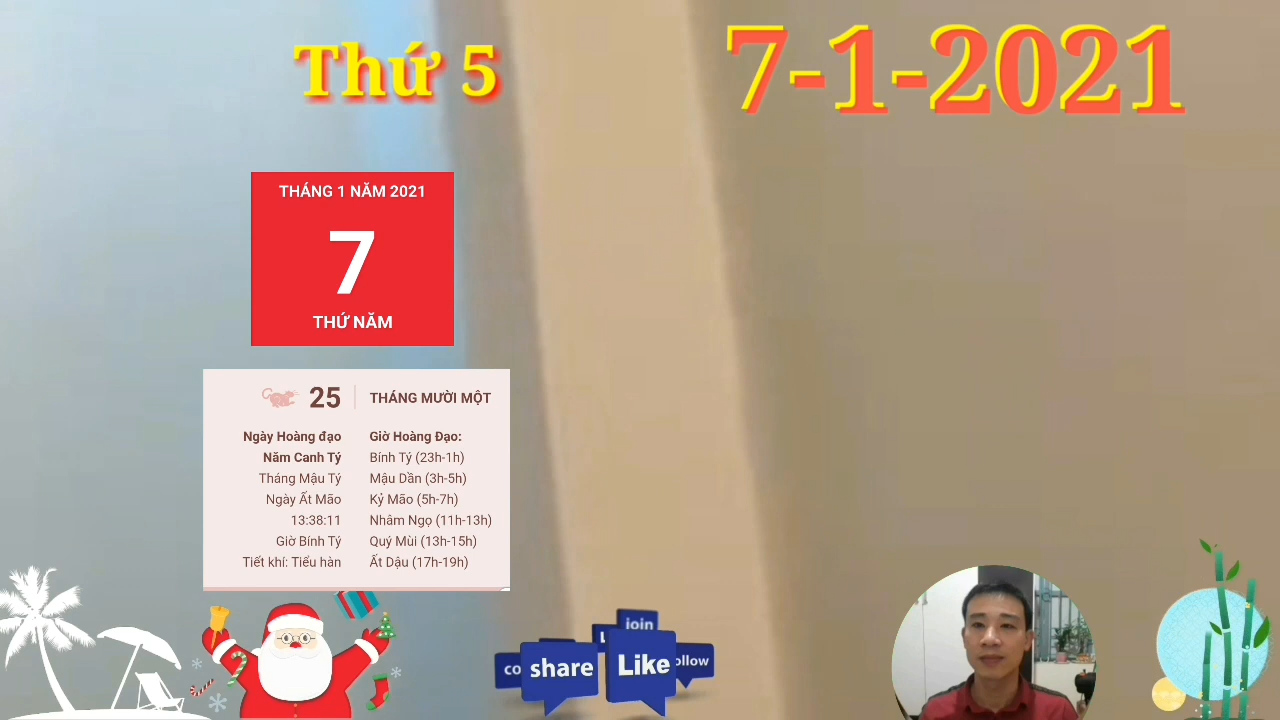 Thứ 5
7-1-2021
THÁNG 1 NĂM 2021
7
THỨ NĂM
25
THÁNG MƯỜI MỘT
Ngày Hoàng đạo
Năm Canh Tý
Tháng Mậu Tý
Ngày Ất Mão
13:38:11
Giờ Bính Tý
Tiết khí: Tiểu hàn
Giờ Hoàng Đạo:
Bính Tý (23h-1h)
Mậu Dần (3h-5h)
Kỷ Mão (5h-7h)
Nhâm Ngọ (11h-13h)
Quý Mùi (13h-15h)
Ất Dậu (17h-19h)
join
co
share
Like
ollow